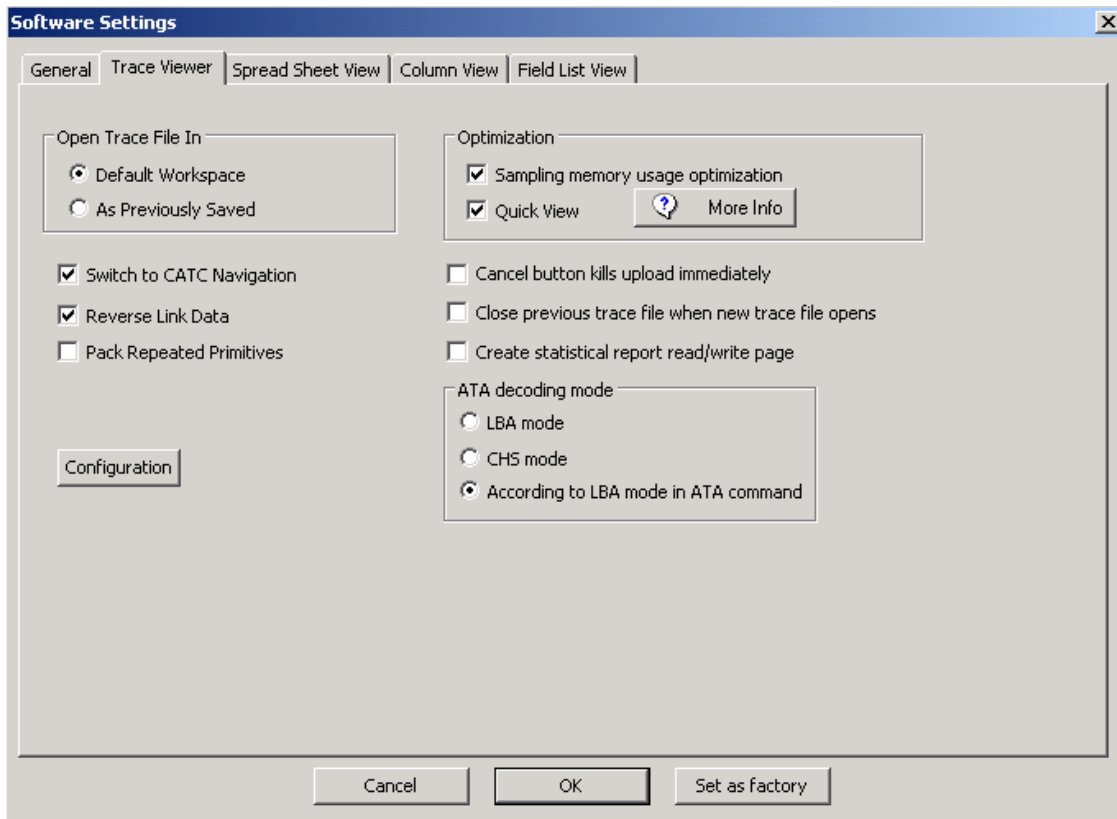 Software Settings
General Trace Viewer Spread Sheet View Column View Field List View
Open Trace File In
Default Workspace
As Previously Saved
Optimization
Sampling memory usage optimization
Quick View
? More Info
Switch to CATC Navigation
Reverse Link Data
Pack Repeated Primitives
Cancel button kills upload immediately
Close previous trace file when new trace file opens
Create statistical report read/write page
ATA decoding mode
LBA mode
CHS mode
According to LBA mode in ATA command
Configuration
Cancel OK Set as factory